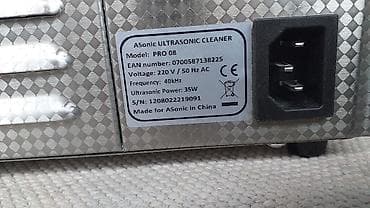 ASonic ULTRASONIC CLEANER
Model: PRO 08
EAN number: 0700587138225
Voltage: 220 V / 50 Hz AC
Frequency: 40kHz
Ultrasonic Power: 35W
S/N: 1208022219091
Made for ASonic in China
CE